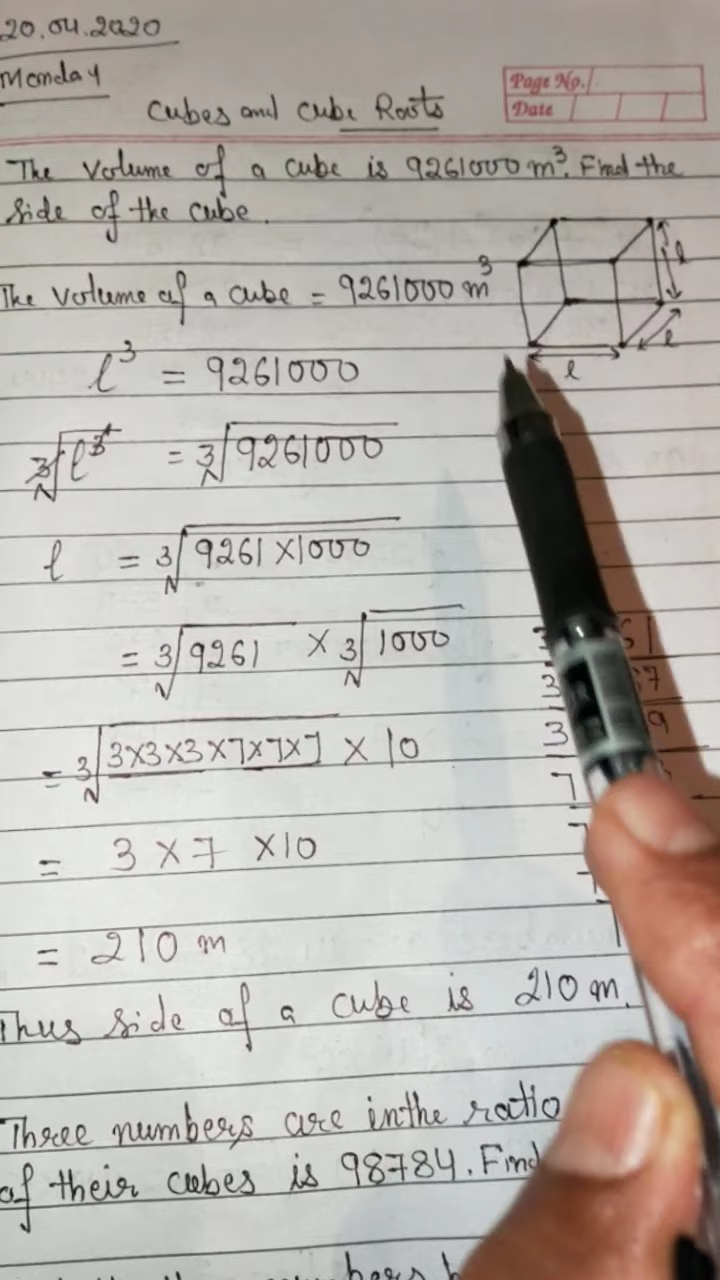 20.04.2020
Monday
Page No.
Date
Cubes and Cube Roots
The volume of a cube is 9261000 m³. Find the
side of the cube.
The volume of a cube = 9261000 m³
l³ = 9261000
∛l³ = ∛9261000
l = ∛9261×1000
= ∛9261 × ∛1000
= ∛3×3×3×7×7×7 × 10
= 3 × 7 × 10
= 210 m
Thus side of a cube is 210 m.
Three numbers are in the ratio
of their cubes is 98784. Find
l
l
l